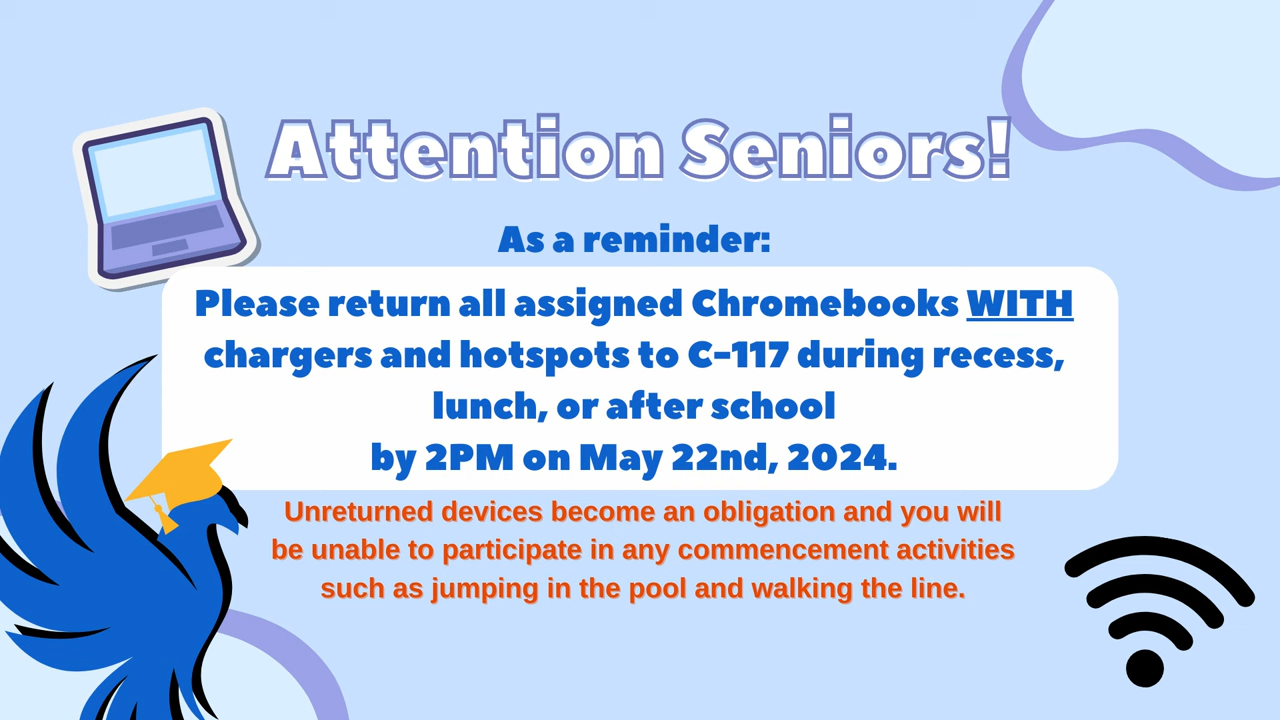 Attention Seniors!
As a reminder:
Please return all assigned Chromebooks WITH
chargers and hotspots to C-117 during recess,
lunch, or after school
by 2PM on May 22nd, 2024.
Unreturned devices become an obligation and you will
be unable to participate in any commencement activities
such as jumping in the pool and walking the line.